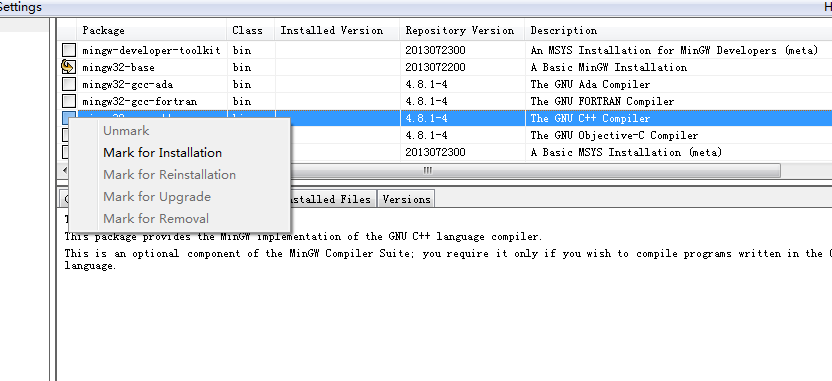 Settings H
Package Class Installed Version Repository Version Description
mingw-developer-toolkit bin 2013072300 An MSYS Installation for MinGW Developers (meta)
mingw32-base bin 2013072200 A Basic MinGW Installation
mingw32-gcc-ada bin 4.8.1-4 The GNU Ada Compiler
mingw32-gcc-fortran bin 4.8.1-4 The GNU FORTRAN Compiler
4.8.1-4 The GNU C++ Compiler
4.8.1-4 The GNU Objective-C Compiler
2013072300 A Basic MSYS Installation (meta)
Unmark
Mark for Installation
Mark for Reinstallation
Mark for Upgrade
Mark for Removal
nstalled Files Versions
This package provides the MinGW implementation of the GNU C++ language compiler.
This is an optional component of the MinGW Compiler Suite; you require it only if you wish to compile programs written in the
language.